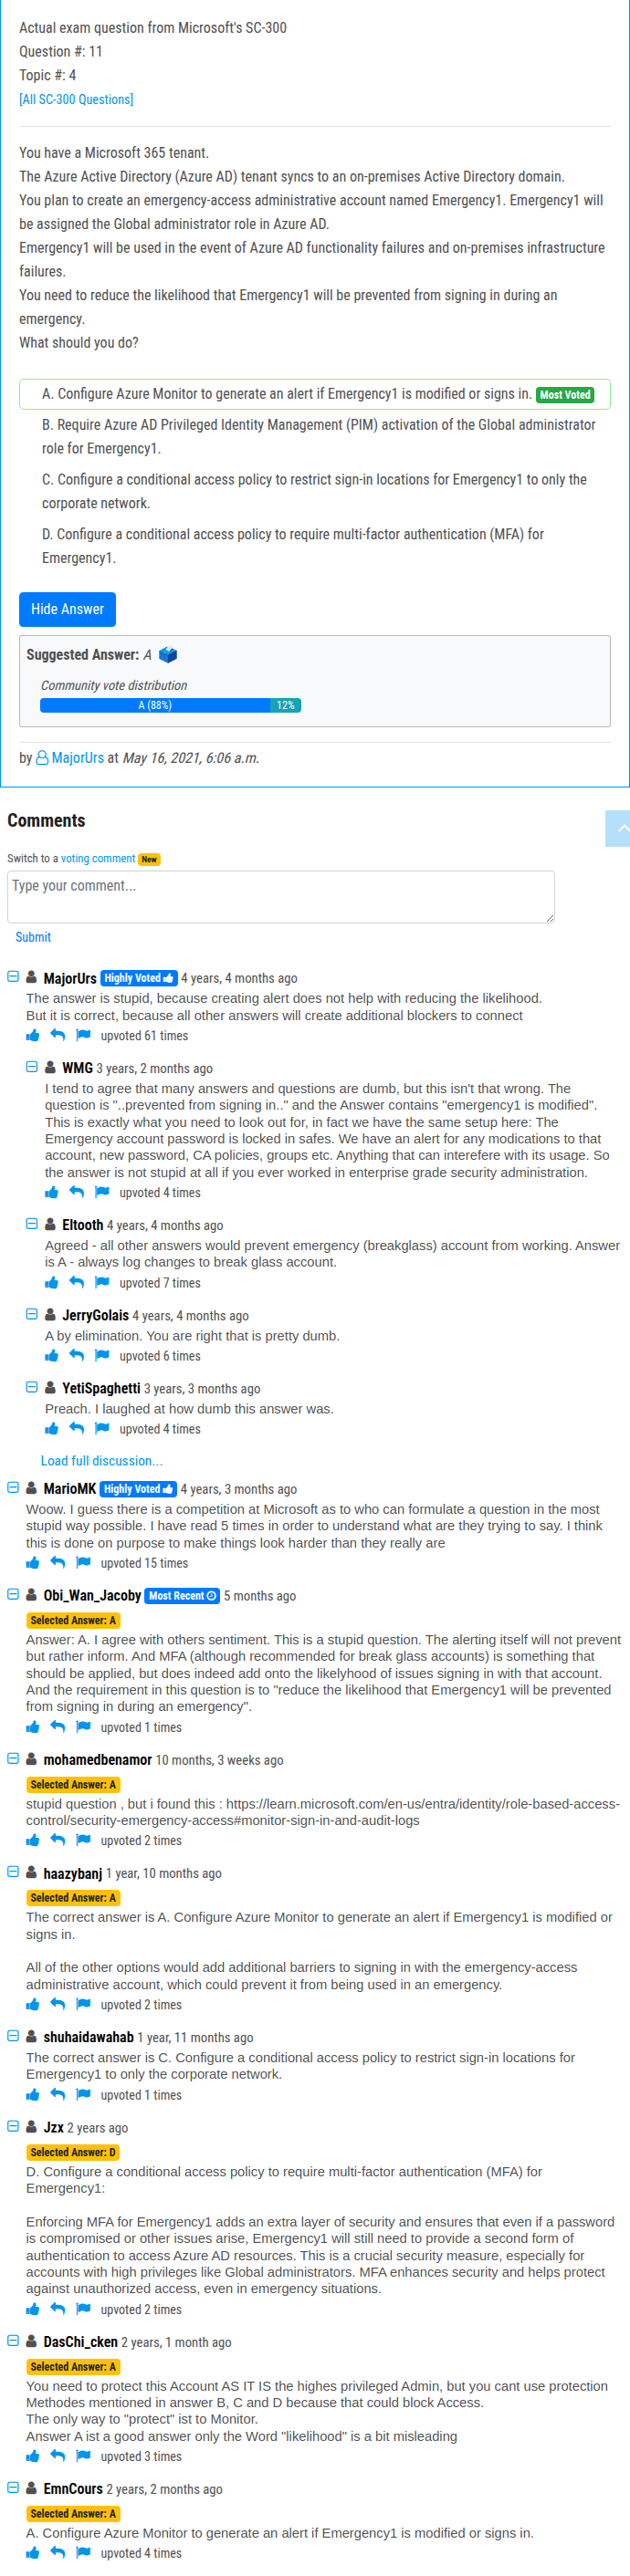 Actual exam question from Microsoft's SC-300
Question #: 11
Topic #: 4
[All SC-300 Questions]
You have a Microsoft 365 tenant.
The Azure Active Directory (Azure AD) tenant syncs to an on-premises Active Directory domain.
You plan to create an emergency-access administrative account named Emergency1. Emergency1 will
be assigned the Global administrator role in Azure AD.
Emergency1 will be used in the event of Azure AD functionality failures and on-premises infrastructure
failures.
You need to reduce the likelihood that Emergency1 will be prevented from signing in during an
emergency.
What should you do?
A. Configure Azure Monitor to generate an alert if Emergency1 is modified or signs in. Most Voted
B. Require Azure AD Privileged Identity Management (PIM) activation of the Global administrator
role for Emergency1.
C. Configure a conditional access policy to restrict sign-in locations for Emergency1 to only the
corporate network.
D. Configure a conditional access policy to require multi-factor authentication (MFA) for
Emergency1.
Hide Answer
Suggested Answer: A
Community vote distribution
A (88%) 12%
by MajorUrs at May 16, 2021, 6:06 a.m.
Comments
Switch to a voting comment New
Type your comment...
Submit
MajorUrs Highly Voted 4 years, 4 months ago
The answer is stupid, because creating alert does not help with reducing the likelihood.
But it is correct, because all other answers will create additional blockers to connect
upvoted 61 times
WMG 3 years, 2 months ago
I tend to agree that many answers and questions are dumb, but this isn't that wrong. The
question is "..prevented from signing in.." and the Answer contains "emergency1 is modified".
This is exactly what you need to look out for, in fact we have the same setup here: The
Emergency account password is locked in safes. We have an alert for any modications to that
account, new password, CA policies, groups etc. Anything that can interefere with its usage. So
the answer is not stupid at all if you ever worked in enterprise grade security administration.
upvoted 4 times
Eltooth 4 years, 4 months ago
Agreed - all other answers would prevent emergency (breakglass) account from working. Answer
is A - always log changes to break glass account.
upvoted 7 times
JerryGolais 4 years, 4 months ago
A by elimination. You are right that is pretty dumb.
upvoted 6 times
YetiSpaghetti 3 years, 3 months ago
Preach. I laughed at how dumb this answer was.
upvoted 4 times
Load full discussion...
MarioMK Highly Voted 4 years, 3 months ago
Woow. I guess there is a competition at Microsoft as to who can formulate a question in the most
stupid way possible. I have read 5 times in order to understand what are they trying to say. I think
this is done on purpose to make things look harder than they really are
upvoted 15 times
Obi_Wan_Jacoby Most Recent 5 months ago
Selected Answer: A
Answer: A. I agree with others sentiment. This is a stupid question. The alerting itself will not prevent
but rather inform. And MFA (although recommended for break glass accounts) is something that
should be applied, but does indeed add onto the likelyhood of issues signing in with that account.
And the requirement in this question is to "reduce the likelihood that Emergency1 will be prevented
from signing in during an emergency".
upvoted 1 times
mohamedbenamor 10 months, 3 weeks ago
Selected Answer: A
stupid question , but i found this : https://learn.microsoft.com/en-us/entra/identity/role-based-access-
control/security-emergency-access#monitor-sign-in-and-audit-logs
upvoted 2 times
haazybanj 1 year, 10 months ago
Selected Answer: A
The correct answer is A. Configure Azure Monitor to generate an alert if Emergency1 is modified or
signs in.
All of the other options would add additional barriers to signing in with the emergency-access
administrative account, which could prevent it from being used in an emergency.
upvoted 2 times
shuhaidawahab 1 year, 11 months ago
The correct answer is C. Configure a conditional access policy to restrict sign-in locations for
Emergency1 to only the corporate network.
upvoted 1 times
Jzx 2 years ago
Selected Answer: D
D. Configure a conditional access policy to require multi-factor authentication (MFA) for
Emergency1:
Enforcing MFA for Emergency1 adds an extra layer of security and ensures that even if a password
is compromised or other issues arise, Emergency1 will still need to provide a second form of
authentication to access Azure AD resources. This is a crucial security measure, especially for
accounts with high privileges like Global administrators. MFA enhances security and helps protect
against unauthorized access, even in emergency situations.
upvoted 2 times
DasChi_cken 2 years, 1 month ago
Selected Answer: A
You need to protect this Account AS IT IS the highes privileged Admin, but you cant use protection
Methodes mentioned in answer B, C and D because that could block Access.
The only way to "protect" ist to Monitor.
Answer A ist a good answer only the Word "likelihood" is a bit misleading
upvoted 3 times
EmnCours 2 years, 2 months ago
Selected Answer: A
A. Configure Azure Monitor to generate an alert if Emergency1 is modified or signs in.
upvoted 4 times